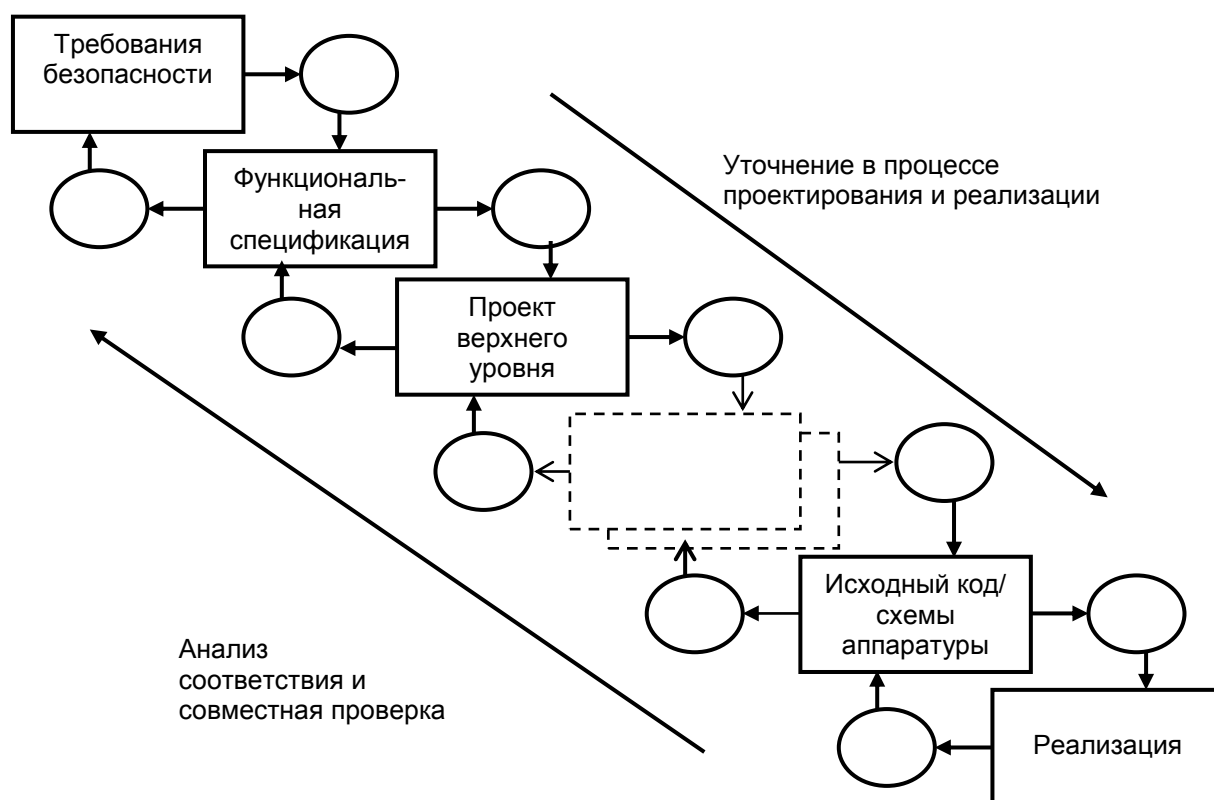 Требования
безопасности
Уточнение в процессе
проектирования и реализации
Функциональ-
ная
спецификация
Проект
верхнего
уровня
Исходный код/
схемы
аппаратуры
Анализ
соответствия и
совместная проверка
Реализация